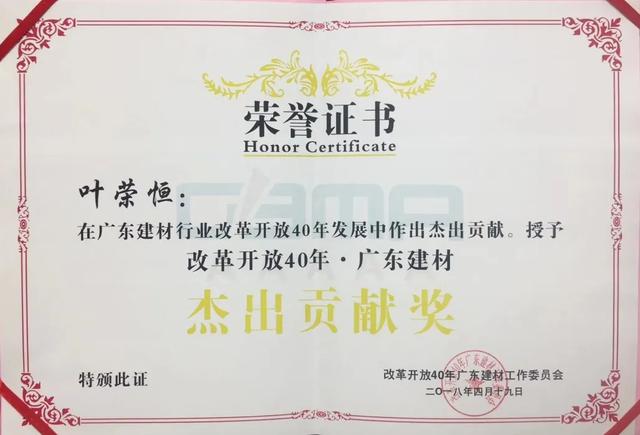 荣誉证书
Honor Certificate
叶荣恒：
在广东建材行业改革开放40年发展中作出杰出贡献。授予
改革开放40年·广东建材
杰出贡献奖
特颁此证
改革开放40年广东建材工作委员会
二〇一八年四月十九日